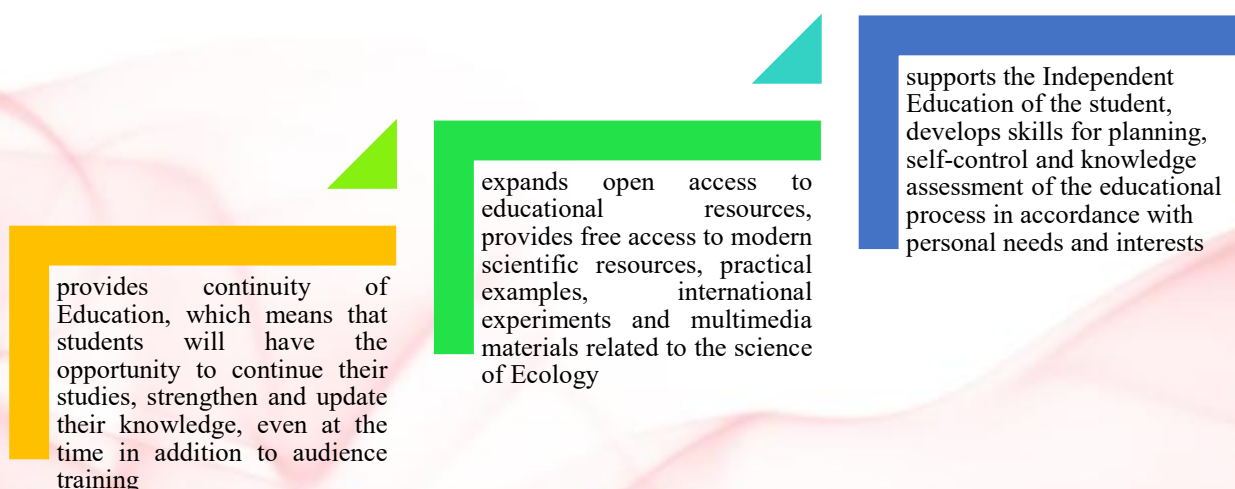 provides continuity of
Education, which means that
students will have the
opportunity to continue their
studies, strengthen and update
their knowledge, even at the
time in addition to audience
training
expands open access to
educational resources,
provides free access to modern
scientific resources, practical
examples, international
experiments and multimedia
materials related to the science
of Ecology
supports the Independent
Education of the student,
develops skills for planning,
self-control and knowledge
assessment of the educational
process in accordance with
personal needs and interests